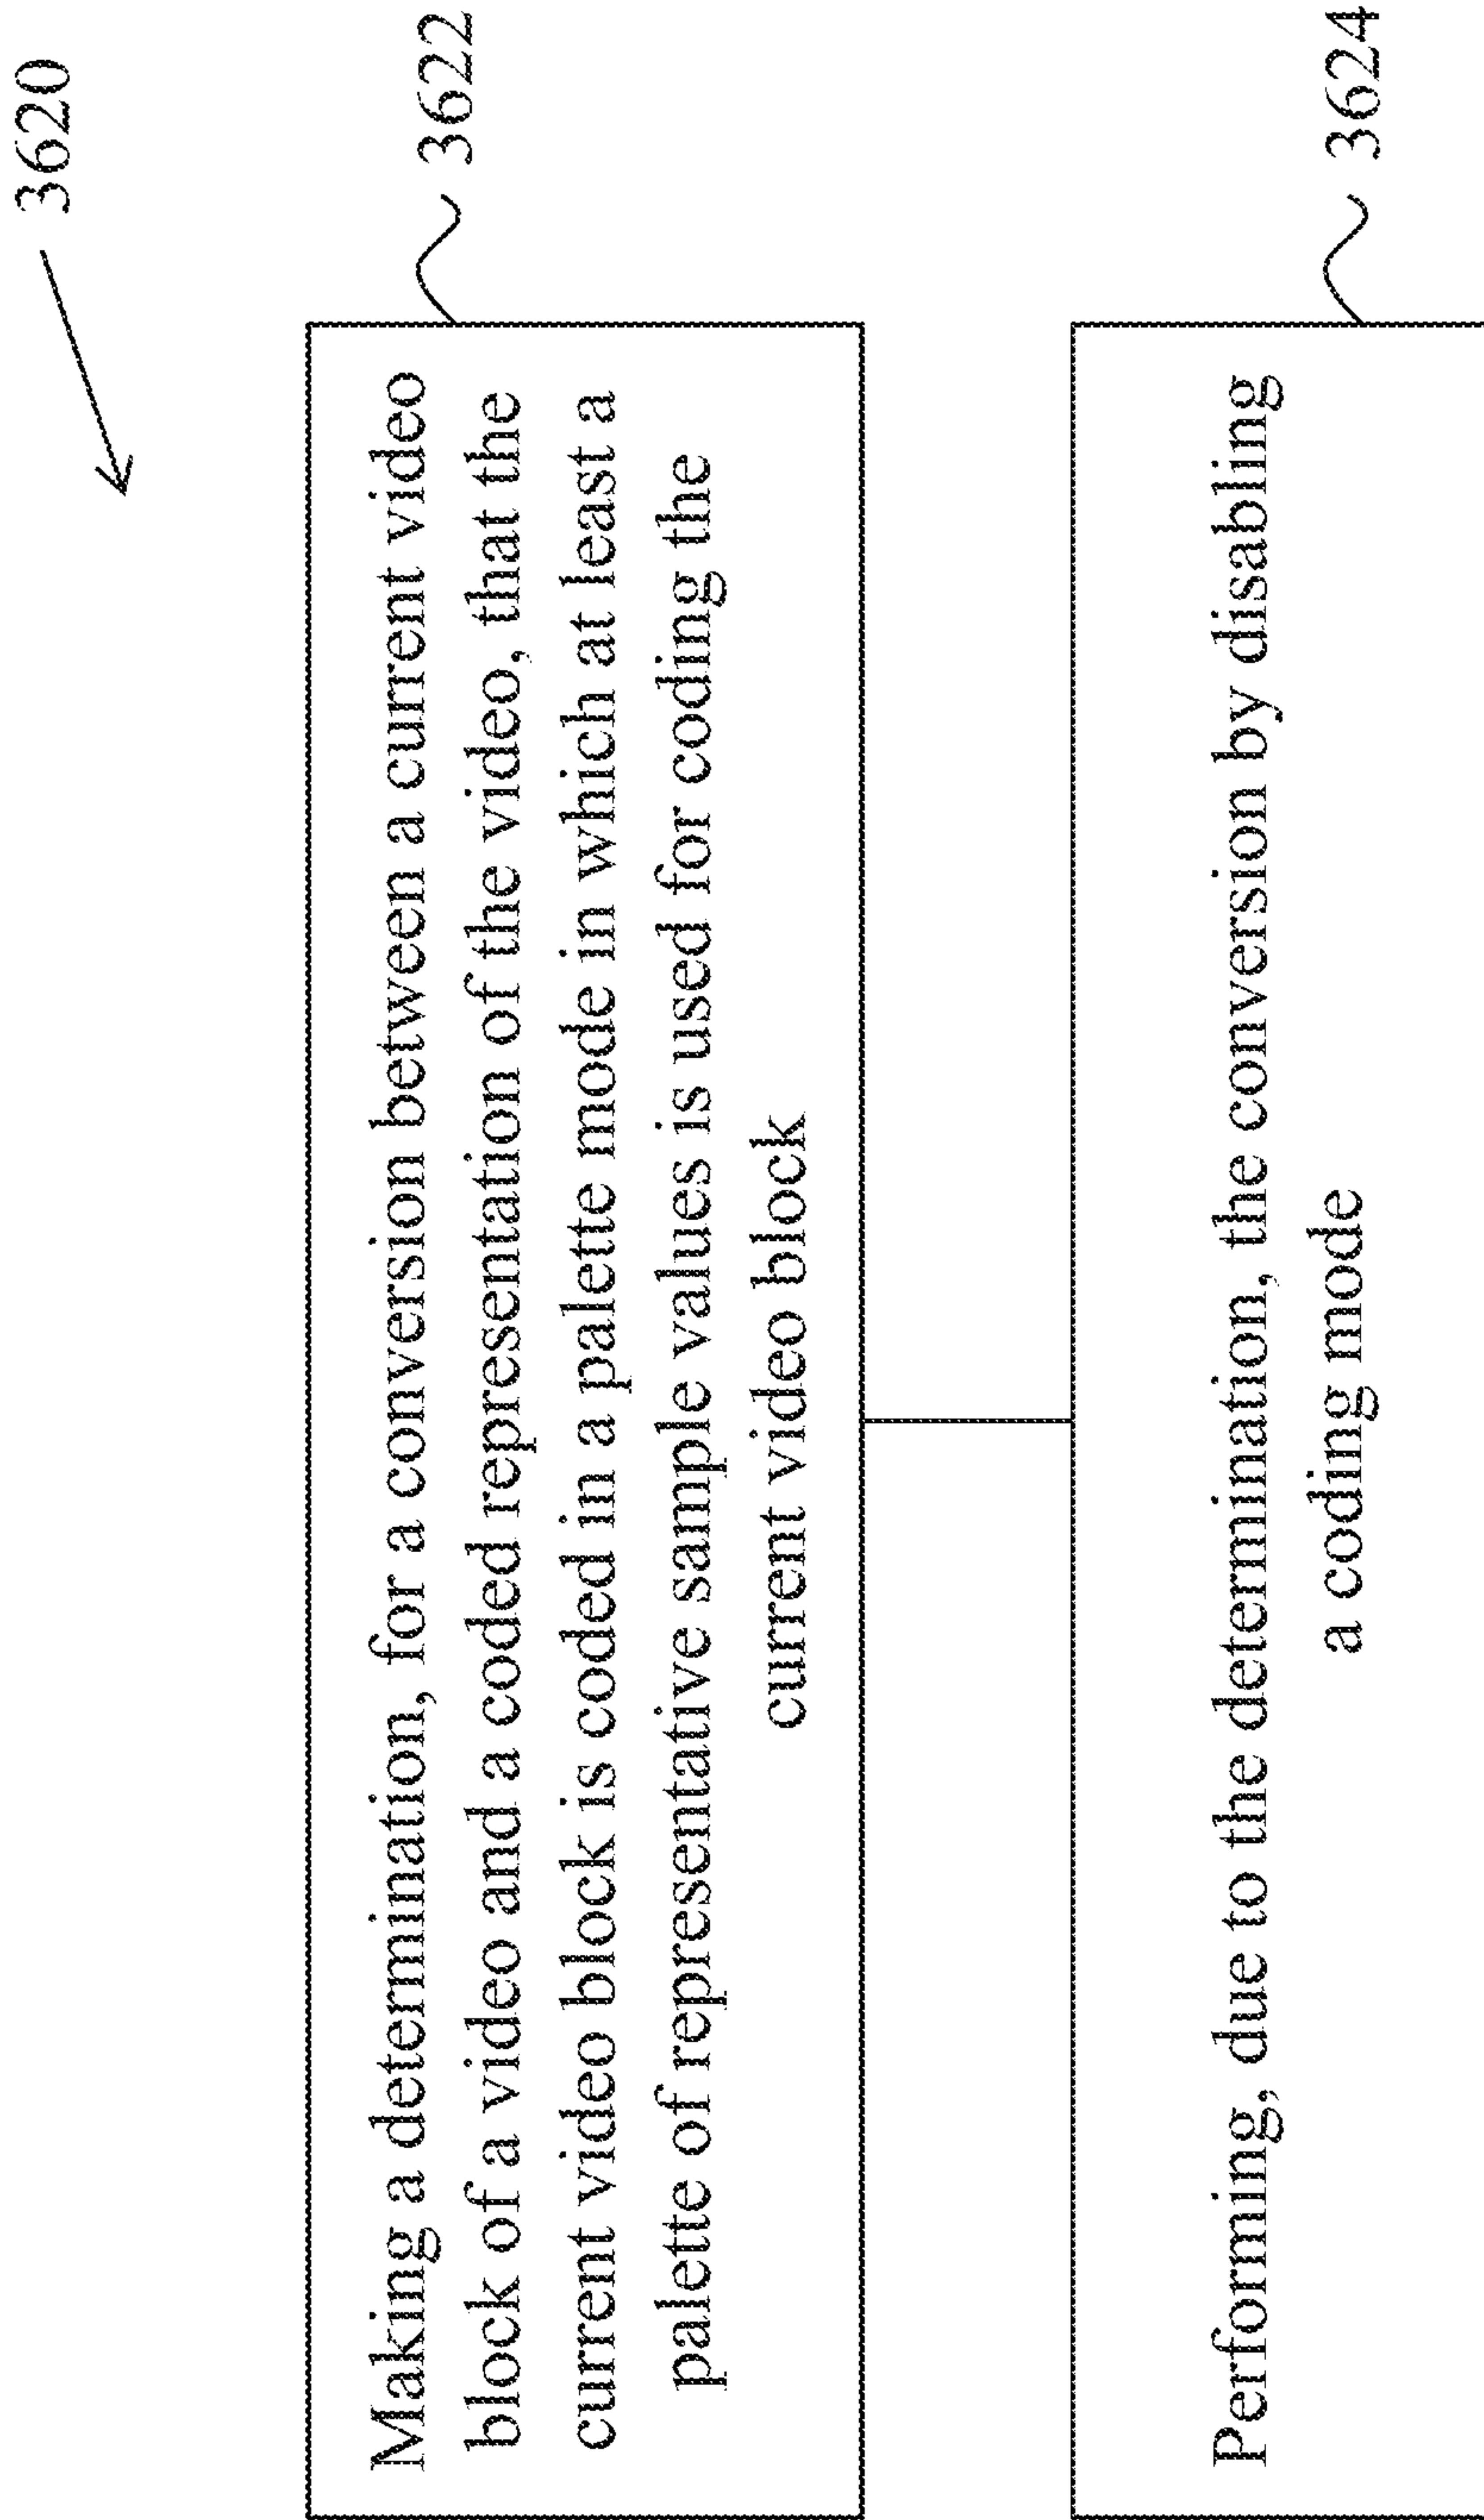 3620
Making a determination, for a conversion between a current video
block of a video and a coded representation of the video, that the
current video block is coded in a palette mode in which at least a
palette of representative sample values is used for coding the
current video block
3622
Performing, due to the determination, the conversion by disabling
a coding mode
3624